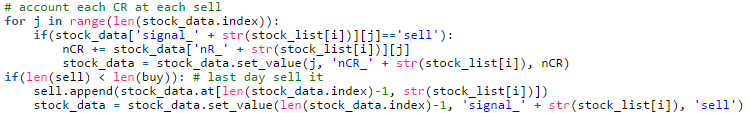 # account each CR at each sell
for j in range(len(stock_data.index)):
    if(stock_data['signal_' + str(stock_list[i])][j]=='sell'):
        nCR += stock_data['nR_' + str(stock_list[i])][j]
        stock_data = stock_data.set_value(j, 'nCR_' + str(stock_list[i]), nCR)
if(len(sell) < len(buy)): # last day sell it
    sell.append(stock_data.at[len(stock_data.index)-1, str(stock_list[i])])
    stock_data = stock_data.set_value(len(stock_data.index)-1, 'signal_' + str(stock_list[i]), 'sell')